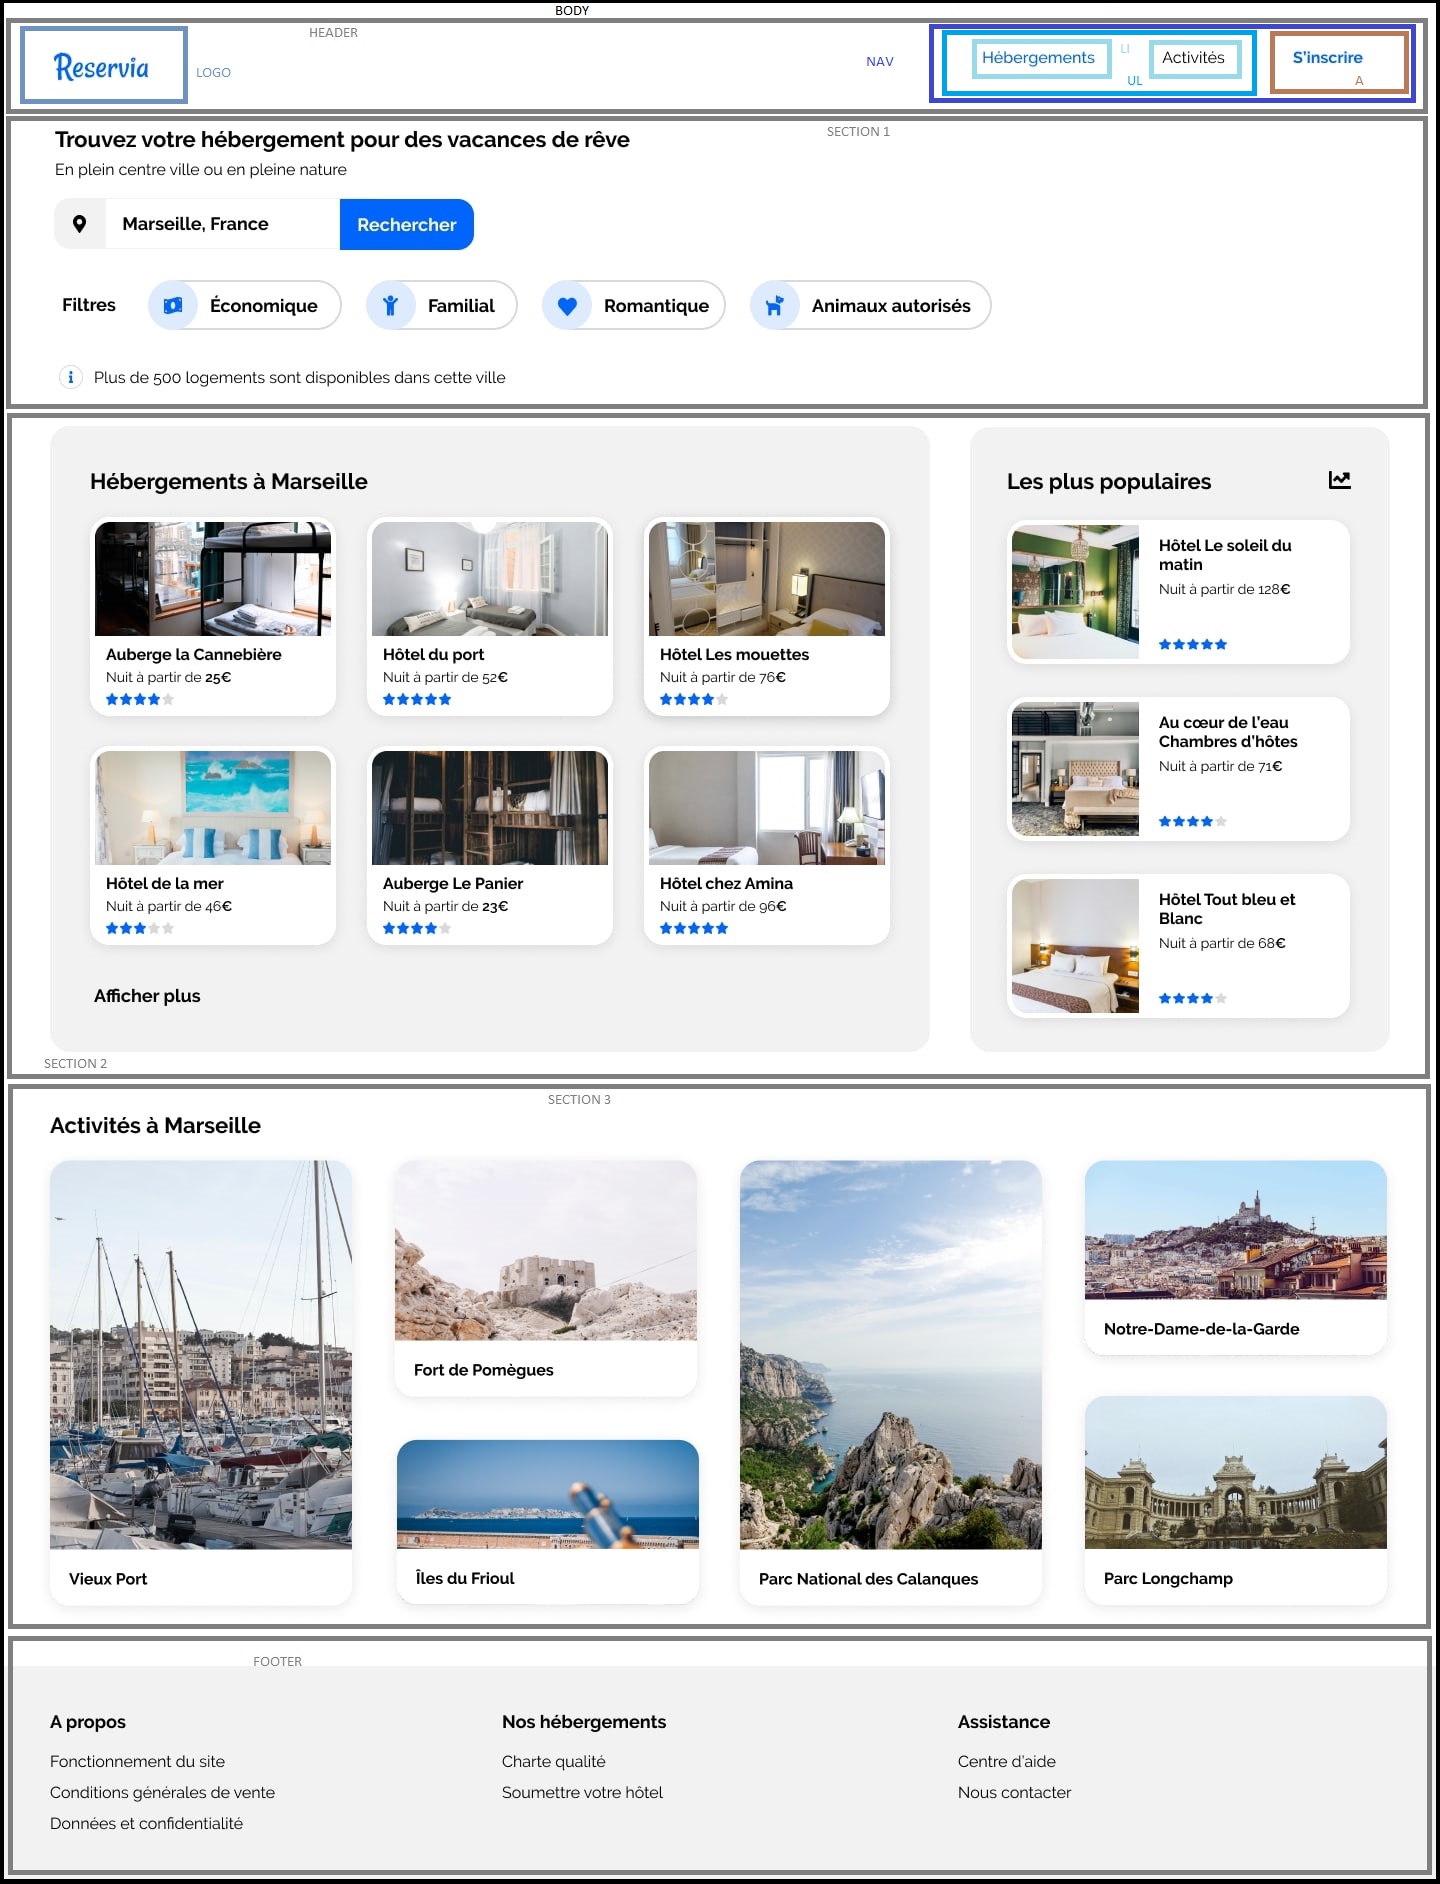 BODY
HEADER
Reservia
LOGO
NAV
Hébergements
LI
Activités
UL
S'inscrire
A
Trouvez votre hébergement pour des vacances de rêve
SECTION 1
En plein centre ville ou en pleine nature
Marseille, France
Rechercher
Filtres
Économique
Familial
Romantique
Animaux autorisés
Plus de 500 logements sont disponibles dans cette ville
Hébergements à Marseille
Auberge la Cannebière
Nuit à partir de 25€
Hôtel du port
Nuit à partir de 52€
Hôtel Les mouettes
Nuit à partir de 76€
Hôtel de la mer
Nuit à partir de 46€
Auberge Le Panier
Nuit à partir de 23€
Hôtel chez Amina
Nuit à partir de 96€
Afficher plus
Les plus populaires
Hôtel Le soleil du
matin
Nuit à partir de 128€
Au cœur de l'eau
Chambres d'hôtes
Nuit à partir de 71€
Hôtel Tout bleu et
Blanc
Nuit à partir de 68€
SECTION 2
SECTION 3
Activités à Marseille
Vieux Port
Fort de Pomègues
Îles du Frioul
Parc National des Calanques
Notre-Dame-de-la-Garde
Parc Longchamp
FOOTER
A propos
Fonctionnement du site
Conditions générales de vente
Données et confidentialité
Nos hébergements
Charte qualité
Soumettre votre hôtel
Assistance
Centre d'aide
Nous contacter